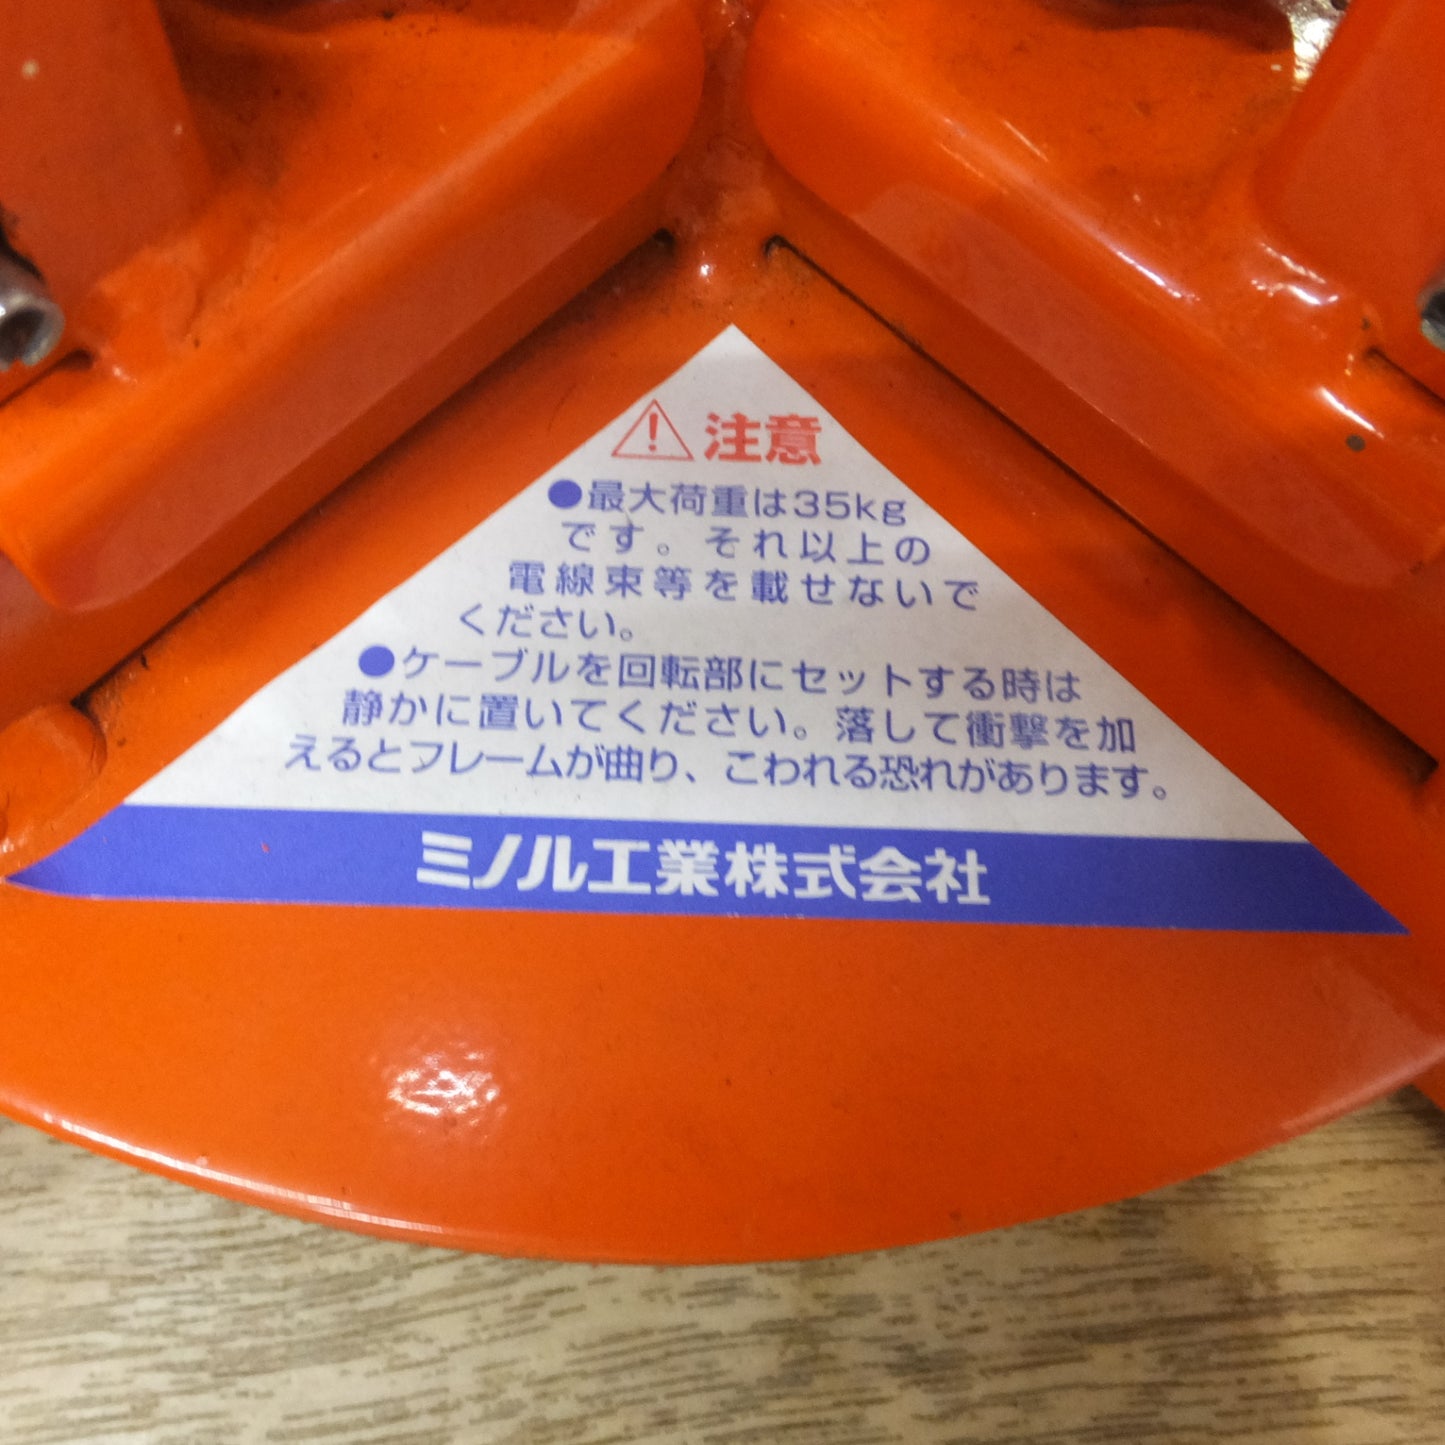 注意
●最大荷重は35kg
です。それ以上の
電線束等を載せないで
ください。
●ケーブルを回転部にセットする時は
静かに置いてください。落して衝撃を加
えるとフレームが曲り、こわれる恐れがあります。
ミノル工業株式会社